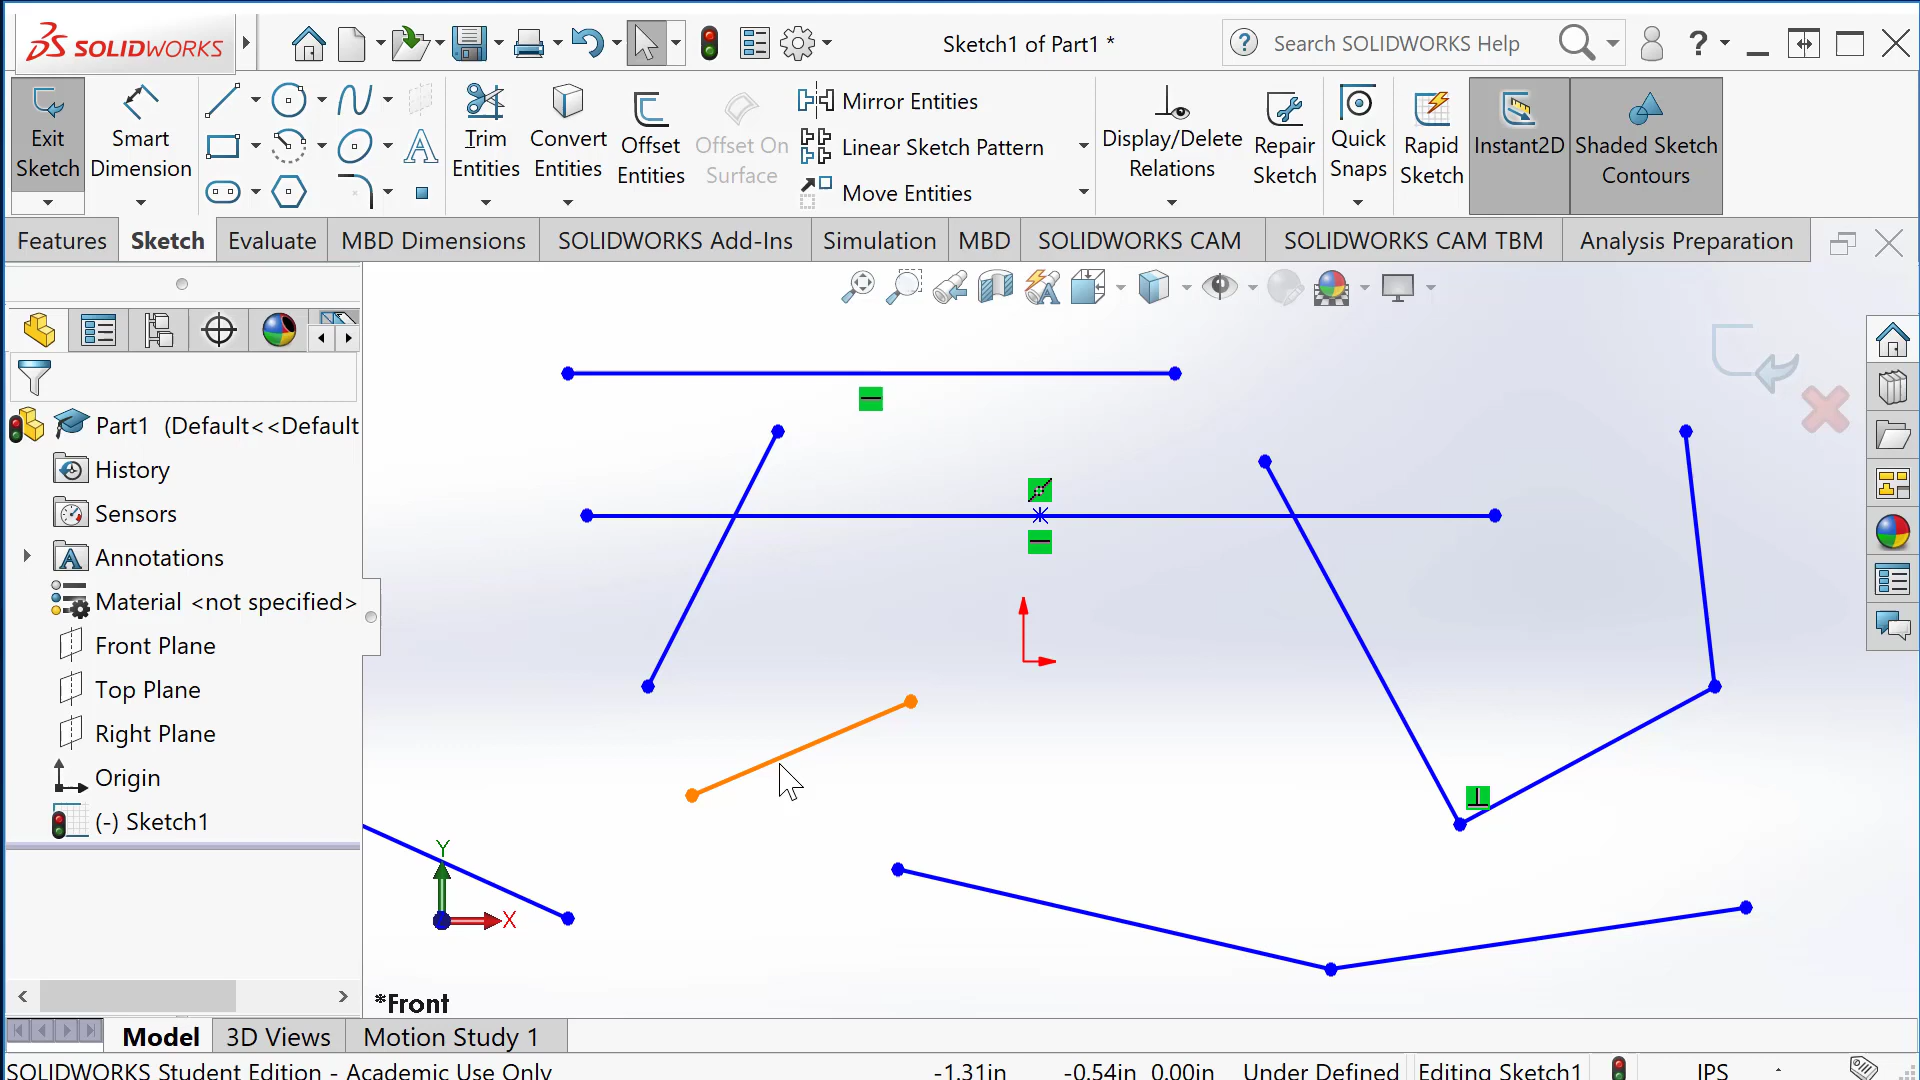 SOLIDWORKS
Sketch1 of Part1 *
Search SOLIDWORKS Help
Exit Sketch
Smart Dimension
Trim Entities
Convert Entities
Offset Entities
Offset On Surface
Mirror Entities
Linear Sketch Pattern
Move Entities
Display/Delete Relations
Repair Sketch
Quick Snaps
Rapid Sketch
Instant2D
Shaded Sketch Contours
Features
Sketch
Evaluate
MBD Dimensions
SOLIDWORKS Add-Ins
Simulation
MBD
SOLIDWORKS CAM
SOLIDWORKS CAM TBM
Analysis Preparation
Part1 (Default<<Default
History
Sensors
Annotations
Material <not specified>
Front Plane
Top Plane
Right Plane
Origin
(-) Sketch1
Y
X
*Front
Model
3D Views
Motion Study 1
SOLIDWORKS Student Edition - Academic Use Only
-1.31in
-0.54in
0.00in
Under Defined
Editing Sketch1
IPS